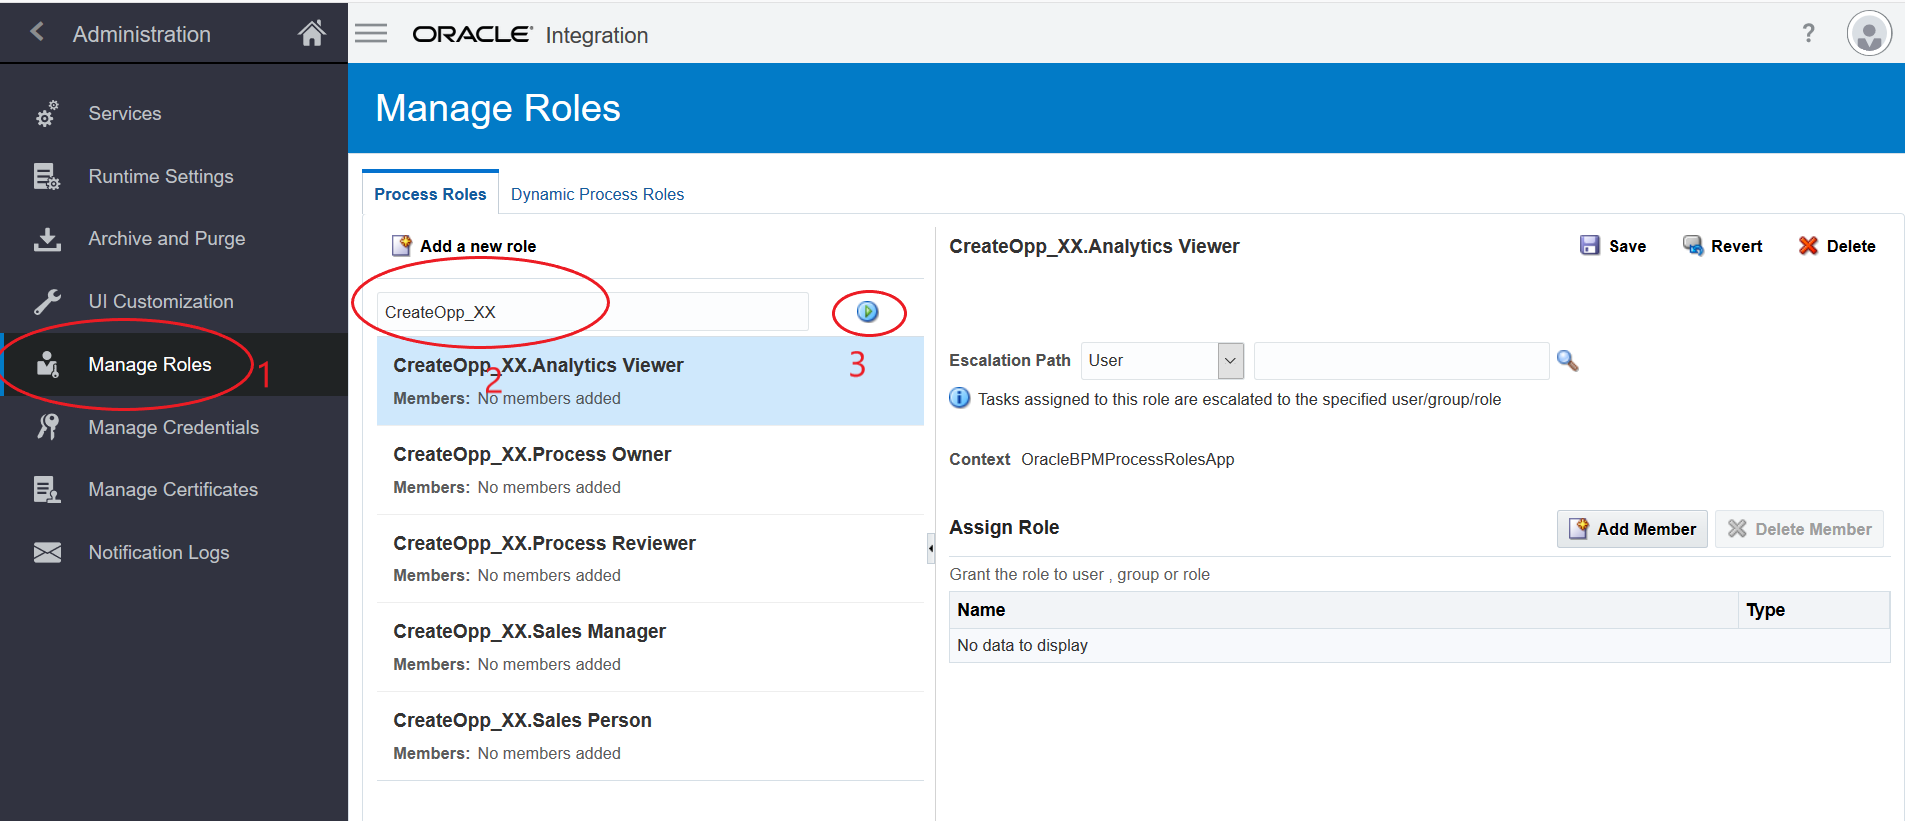 Administration
ORACLE Integration
?
Services
Runtime Settings
Archive and Purge
UI Customization
Manage Roles
1
Manage Credentials
Manage Certificates
Notification Logs
Manage Roles
Process Roles
Dynamic Process Roles
Add a new role
CreateOpp_XX
2
3
CreateOpp_XX.Analytics Viewer
Members: No members added
CreateOpp_XX.Process Owner
Members: No members added
CreateOpp_XX.Process Reviewer
Members: No members added
CreateOpp_XX.Sales Manager
Members: No members added
CreateOpp_XX.Sales Person
Members: No members added
CreateOpp_XX.Analytics Viewer
Save
Revert
Delete
Escalation Path User
Tasks assigned to this role are escalated to the specified user/group/role
Context OracleBPMProcessRolesApp
Assign Role
Add Member
Delete Member
Grant the role to user , group or role
Name Type
No data to display